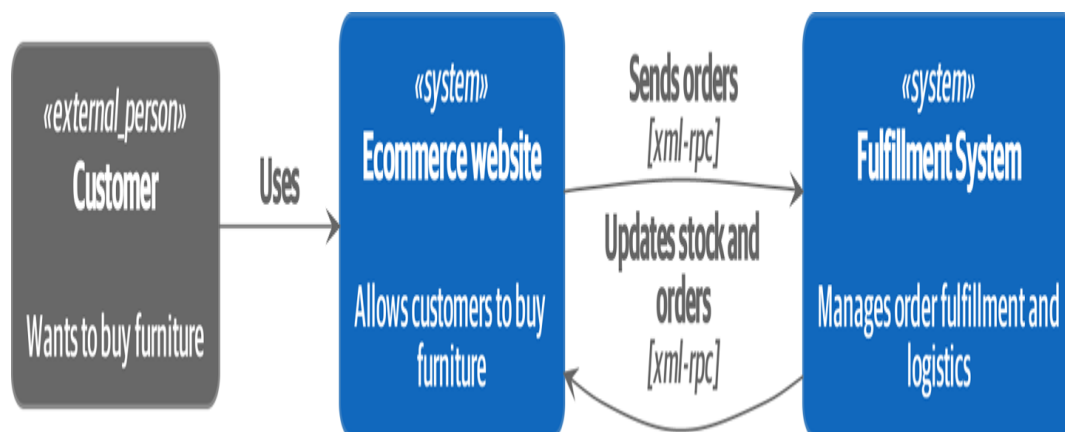 «external_person»
Customer
Wants to buy furniture
Uses
«system»
Ecommerce website
Allows customers to buy
furniture
Sends orders
[xml-rpc]
Updates stock and
orders
[xml-rpc]
«system»
Fulfillment System
Manages order fulfillment and
logistics